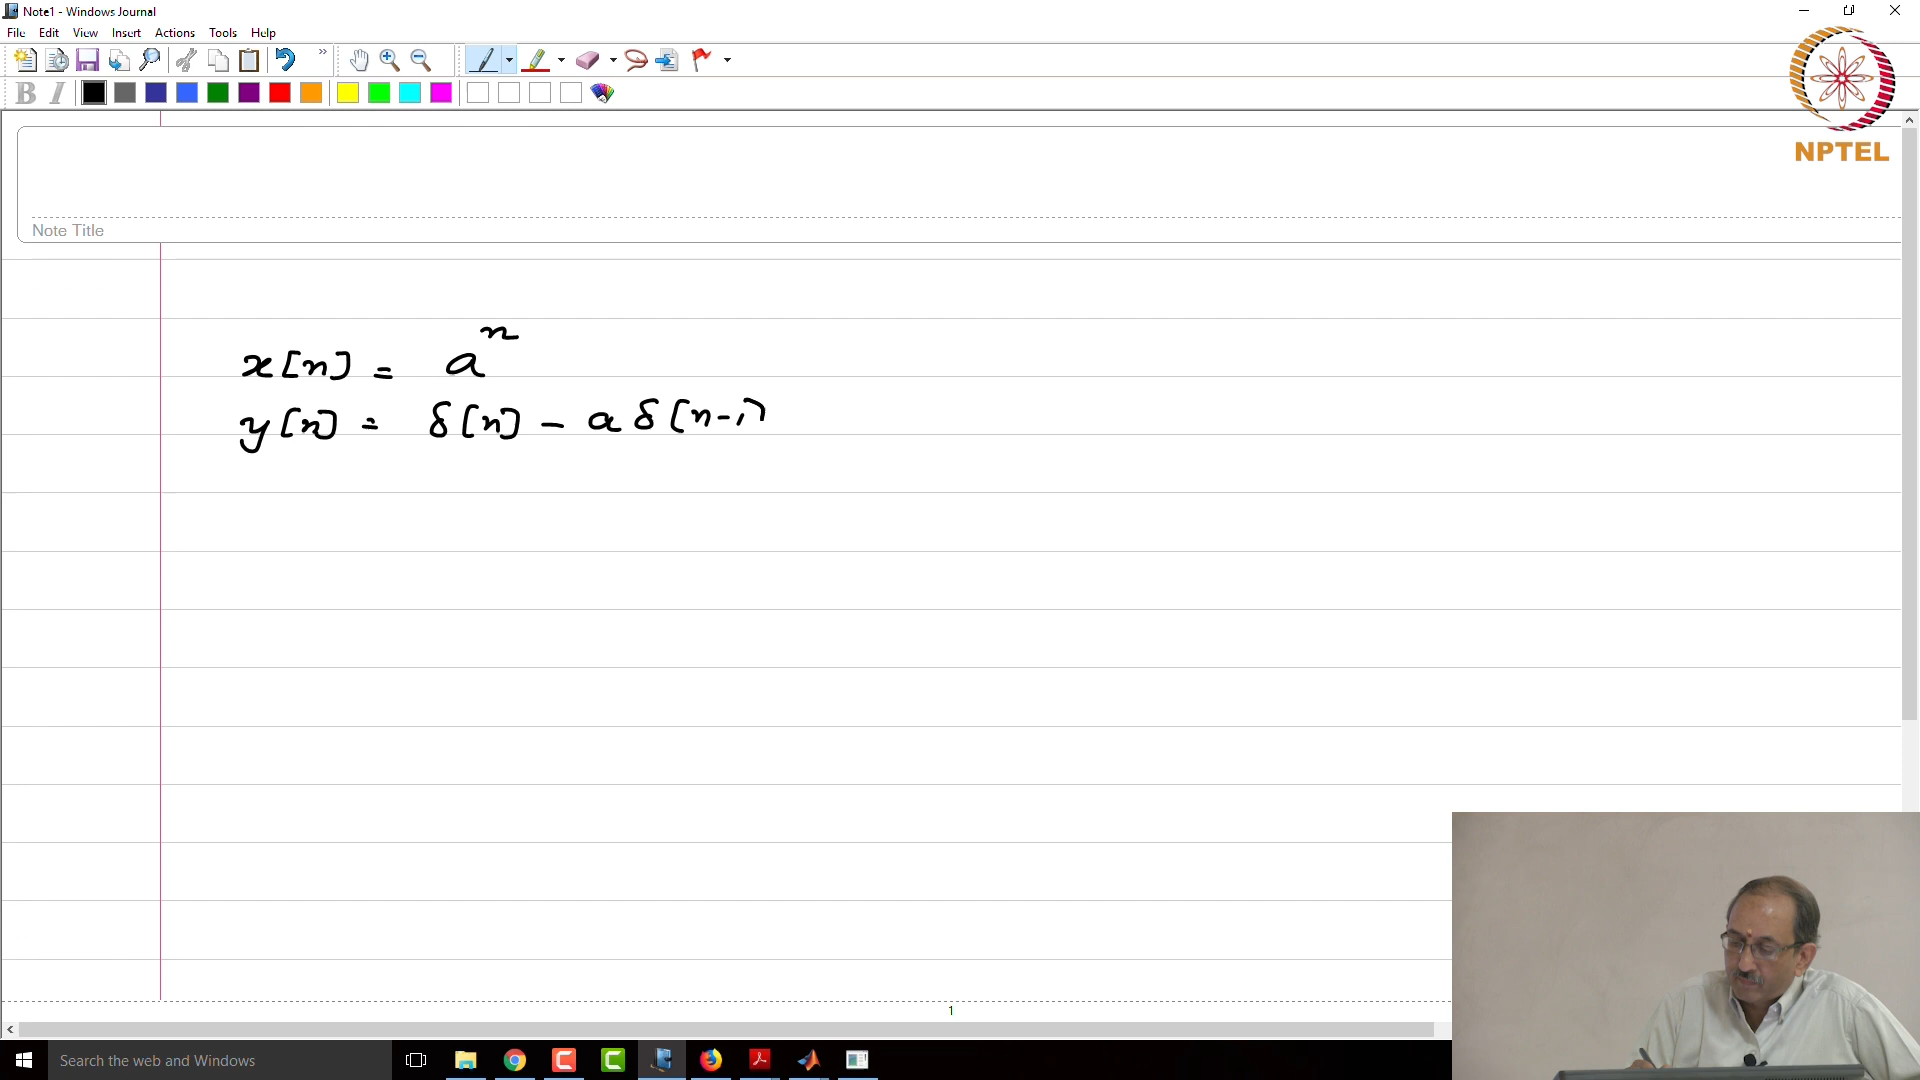 Note1 - Windows Journal
File Edit View Insert Actions Tools Help
B I
NPTEL
Note Title
x[n] = aⁿ
y[n] = δ[n] - a δ[n-1]
1
Search the web and Windows